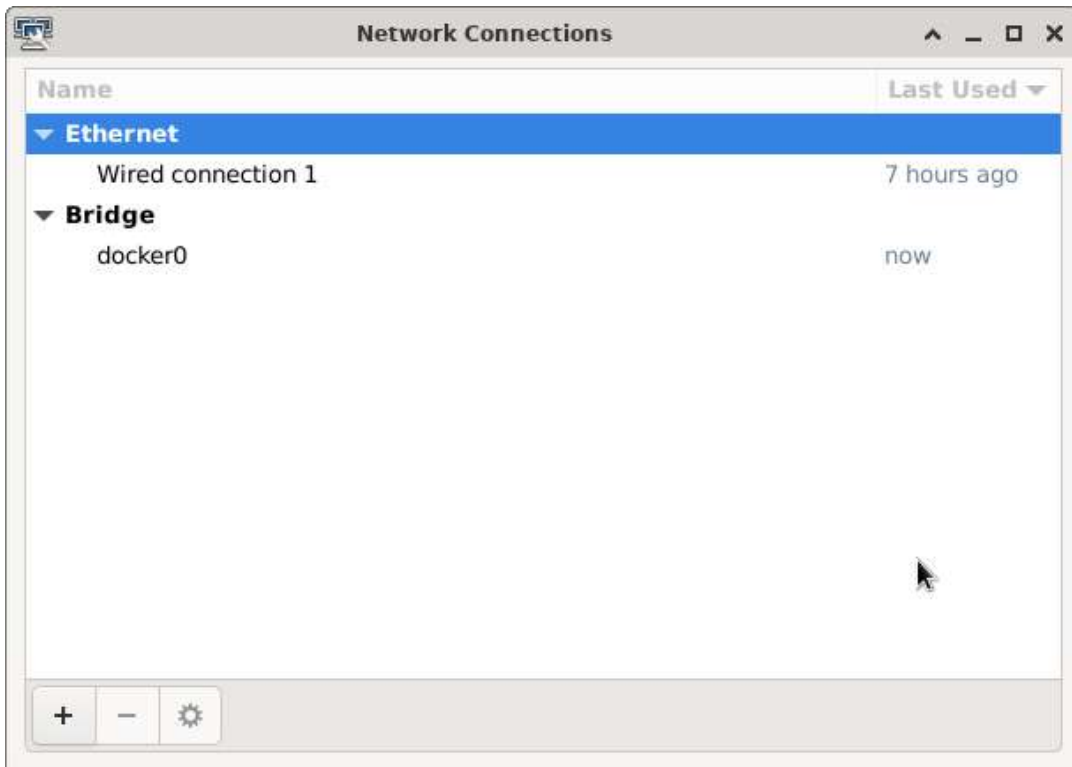 Network Connections
Name Last Used
Ethernet
Wired connection 1 7 hours ago
Bridge
docker0 now